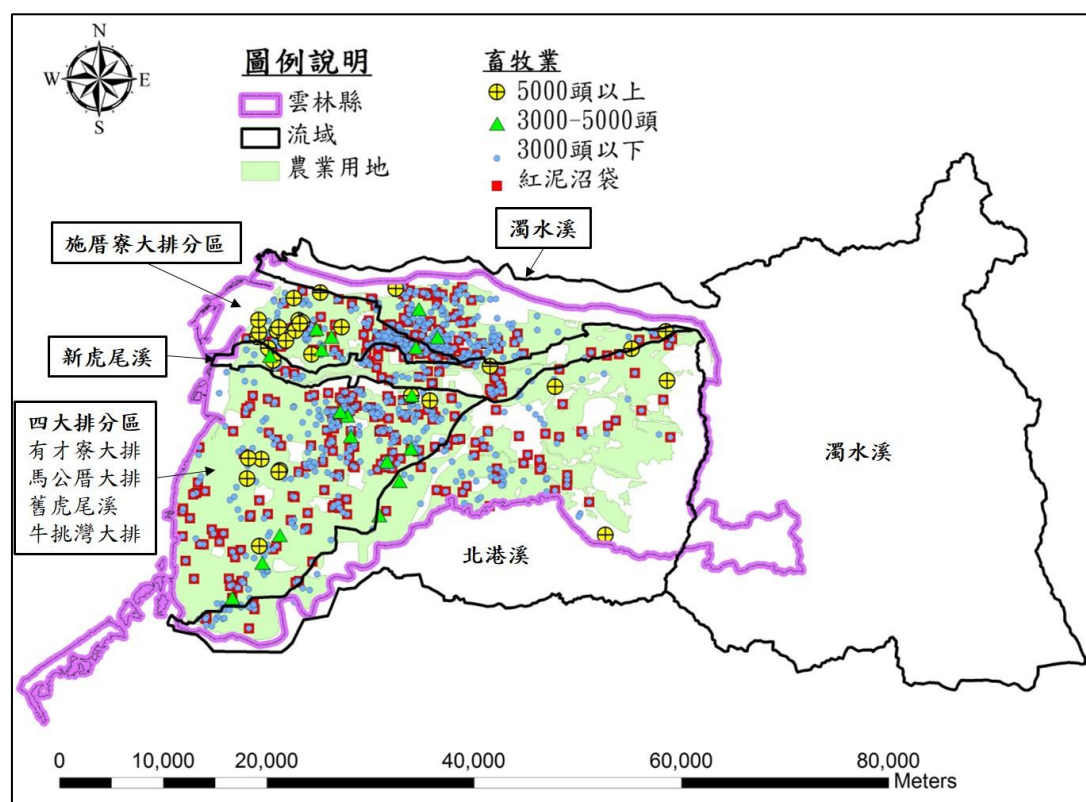 N
W E
S
圖例說明
雲林縣
流域
農業用地
畜牧業
5000頭以上
3000-5000頭
3000頭以下
紅泥沼袋
施厝寮大排分區
濁水溪
新虎尾溪
四大排分區
有才寮大排
馬公厝大排
舊虎尾溪
牛挑灣大排
濁水溪
北港溪
0 10,000 20,000 40,000 60,000 80,000
Meters